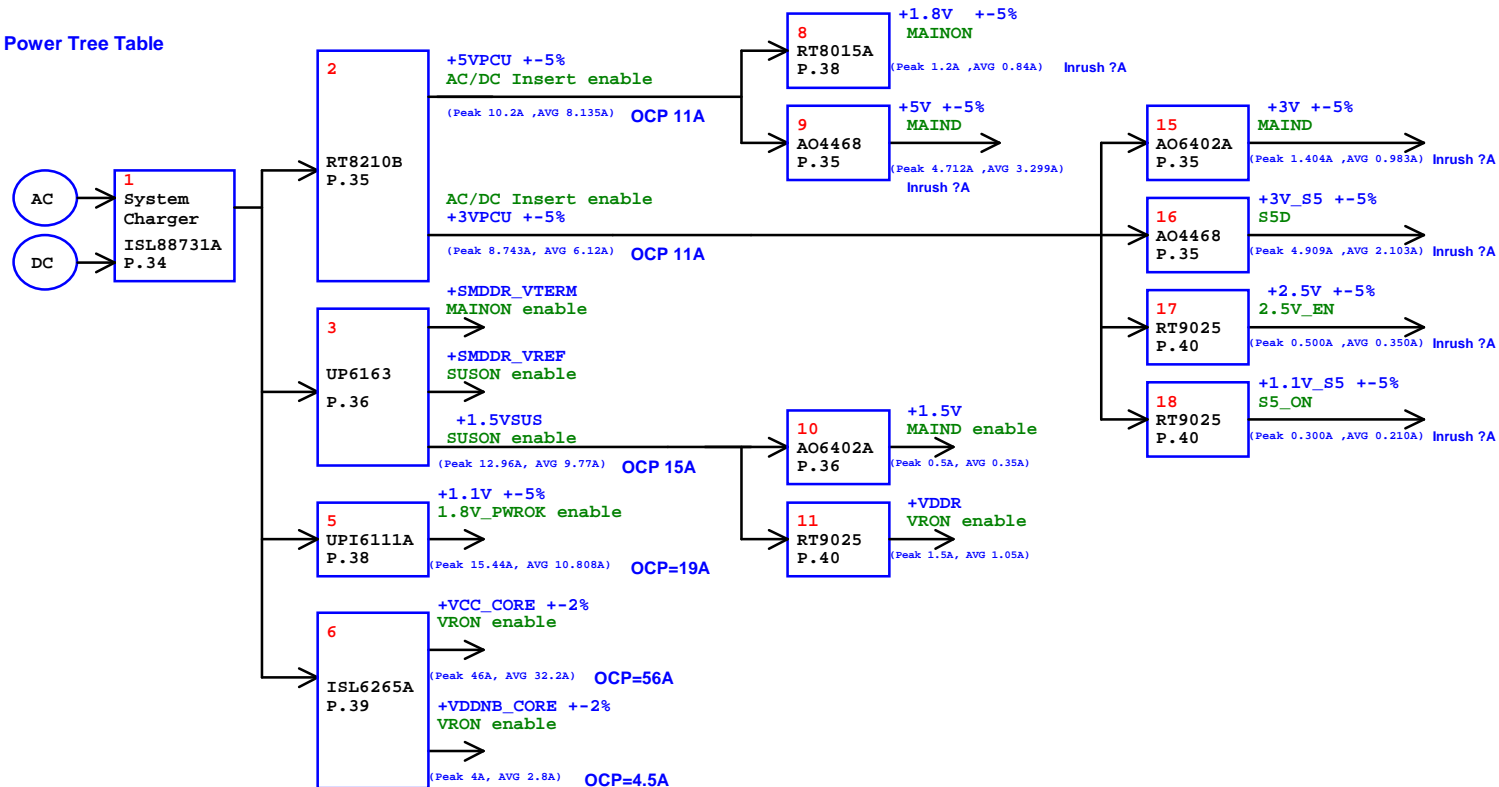 Power Tree Table
AC
DC
1
System
Charger
ISL88731A
P.34
2
RT8210B
P.35
+5VPCU +-5%
AC/DC Insert enable
(Peak 10.2A ,AVG 8.135A)
OCP 11A
AC/DC Insert enable
+3VPCU +-5%
(Peak 8.743A, AVG 6.12A)
OCP 11A
3
UP6163
P.36
+SMDDR_VTERM
MAINON enable
+SMDDR_VREF
SUSON enable
+1.5VSUS
SUSON enable
(Peak 12.96A, AVG 9.77A)
OCP 15A
5
UPI6111A
P.38
+1.1V +-5%
1.8V_PWROK enable
(Peak 15.44A, AVG 10.808A)
OCP=19A
6
ISL6265A
P.39
+VCC_CORE +-2%
VRON enable
(Peak 46A, AVG 32.2A)
OCP=56A
+VDDNB_CORE +-2%
VRON enable
(Peak 4A, AVG 2.8A)
OCP=4.5A
8
RT8015A
P.38
+1.8V +-5%
MAINON
(Peak 1.2A ,AVG 0.84A)
Inrush ?A
9
AO4468
P.35
+5V +-5%
MAIND
(Peak 4.712A ,AVG 3.299A)
Inrush ?A
10
AO6402A
P.36
+1.5V
MAIND enable
(Peak 0.5A, AVG 0.35A)
11
RT9025
P.40
+VDDR
VRON enable
(Peak 1.5A, AVG 1.05A)
15
AO6402A
P.35
+3V +-5%
MAIND
(Peak 1.404A ,AVG 0.983A)
Inrush ?A
16
AO4468
P.35
+3V_S5 +-5%
S5D
(Peak 4.909A ,AVG 2.103A)
Inrush ?A
17
RT9025
P.40
+2.5V +-5%
2.5V_EN
(Peak 0.500A ,AVG 0.350A)
Inrush ?A
18
RT9025
P.40
+1.1V_S5 +-5%
S5_ON
(Peak 0.300A ,AVG 0.210A)
Inrush ?A